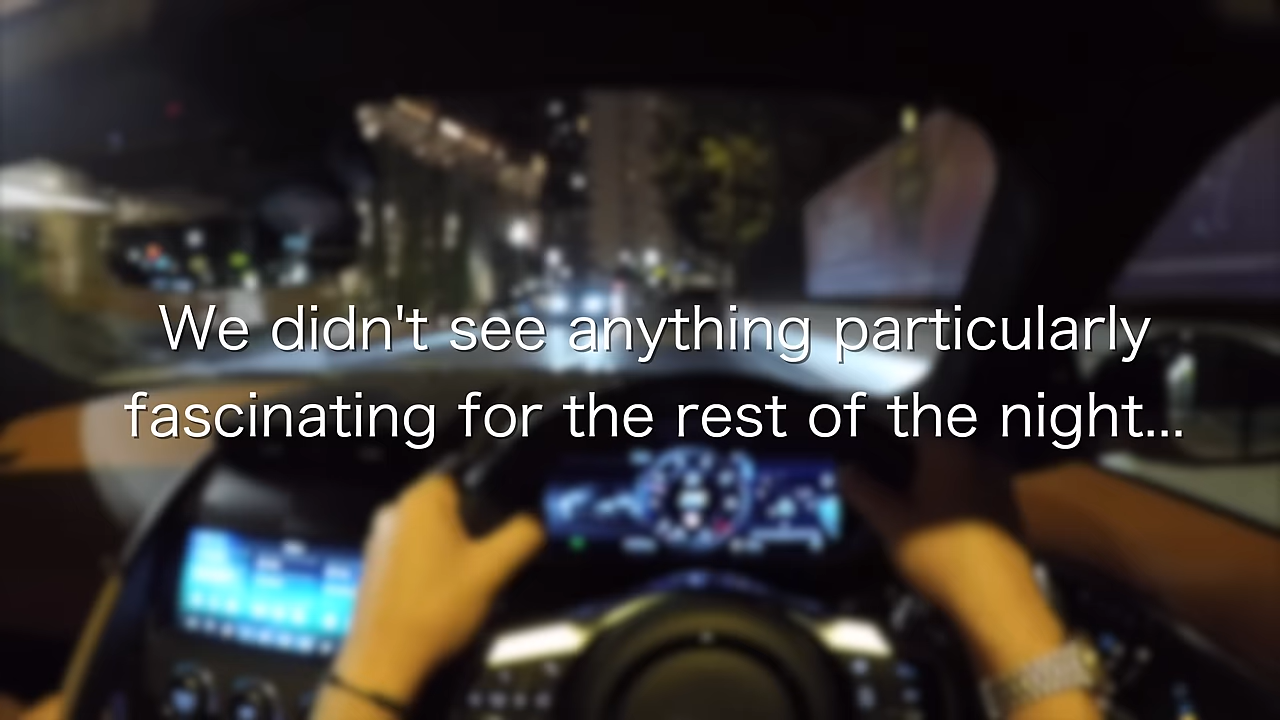 We didn't see anything particularly
fascinating for the rest of the night...